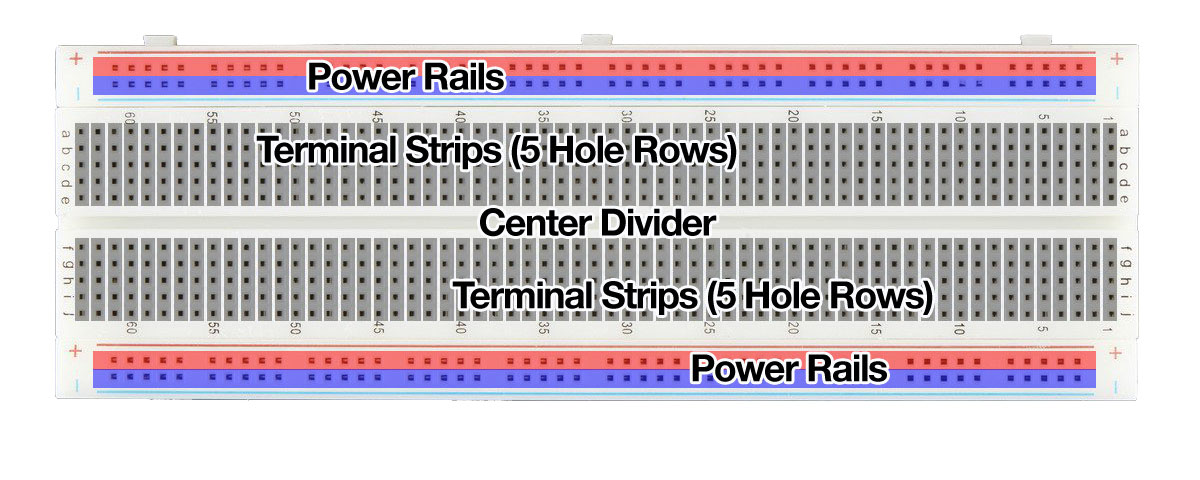 + +
Power Rails
- -
60 55 50 45 40 35 30 25 20 15 10 5 1
a a
b b
c c
d d
e e
Terminal Strips (5 Hole Rows)
Center Divider
f f
g g
h h
i i
j j
Terminal Strips (5 Hole Rows)
60 55 50 45 40 35 30 25 20 15 10 5 1
+ +
Power Rails
- -